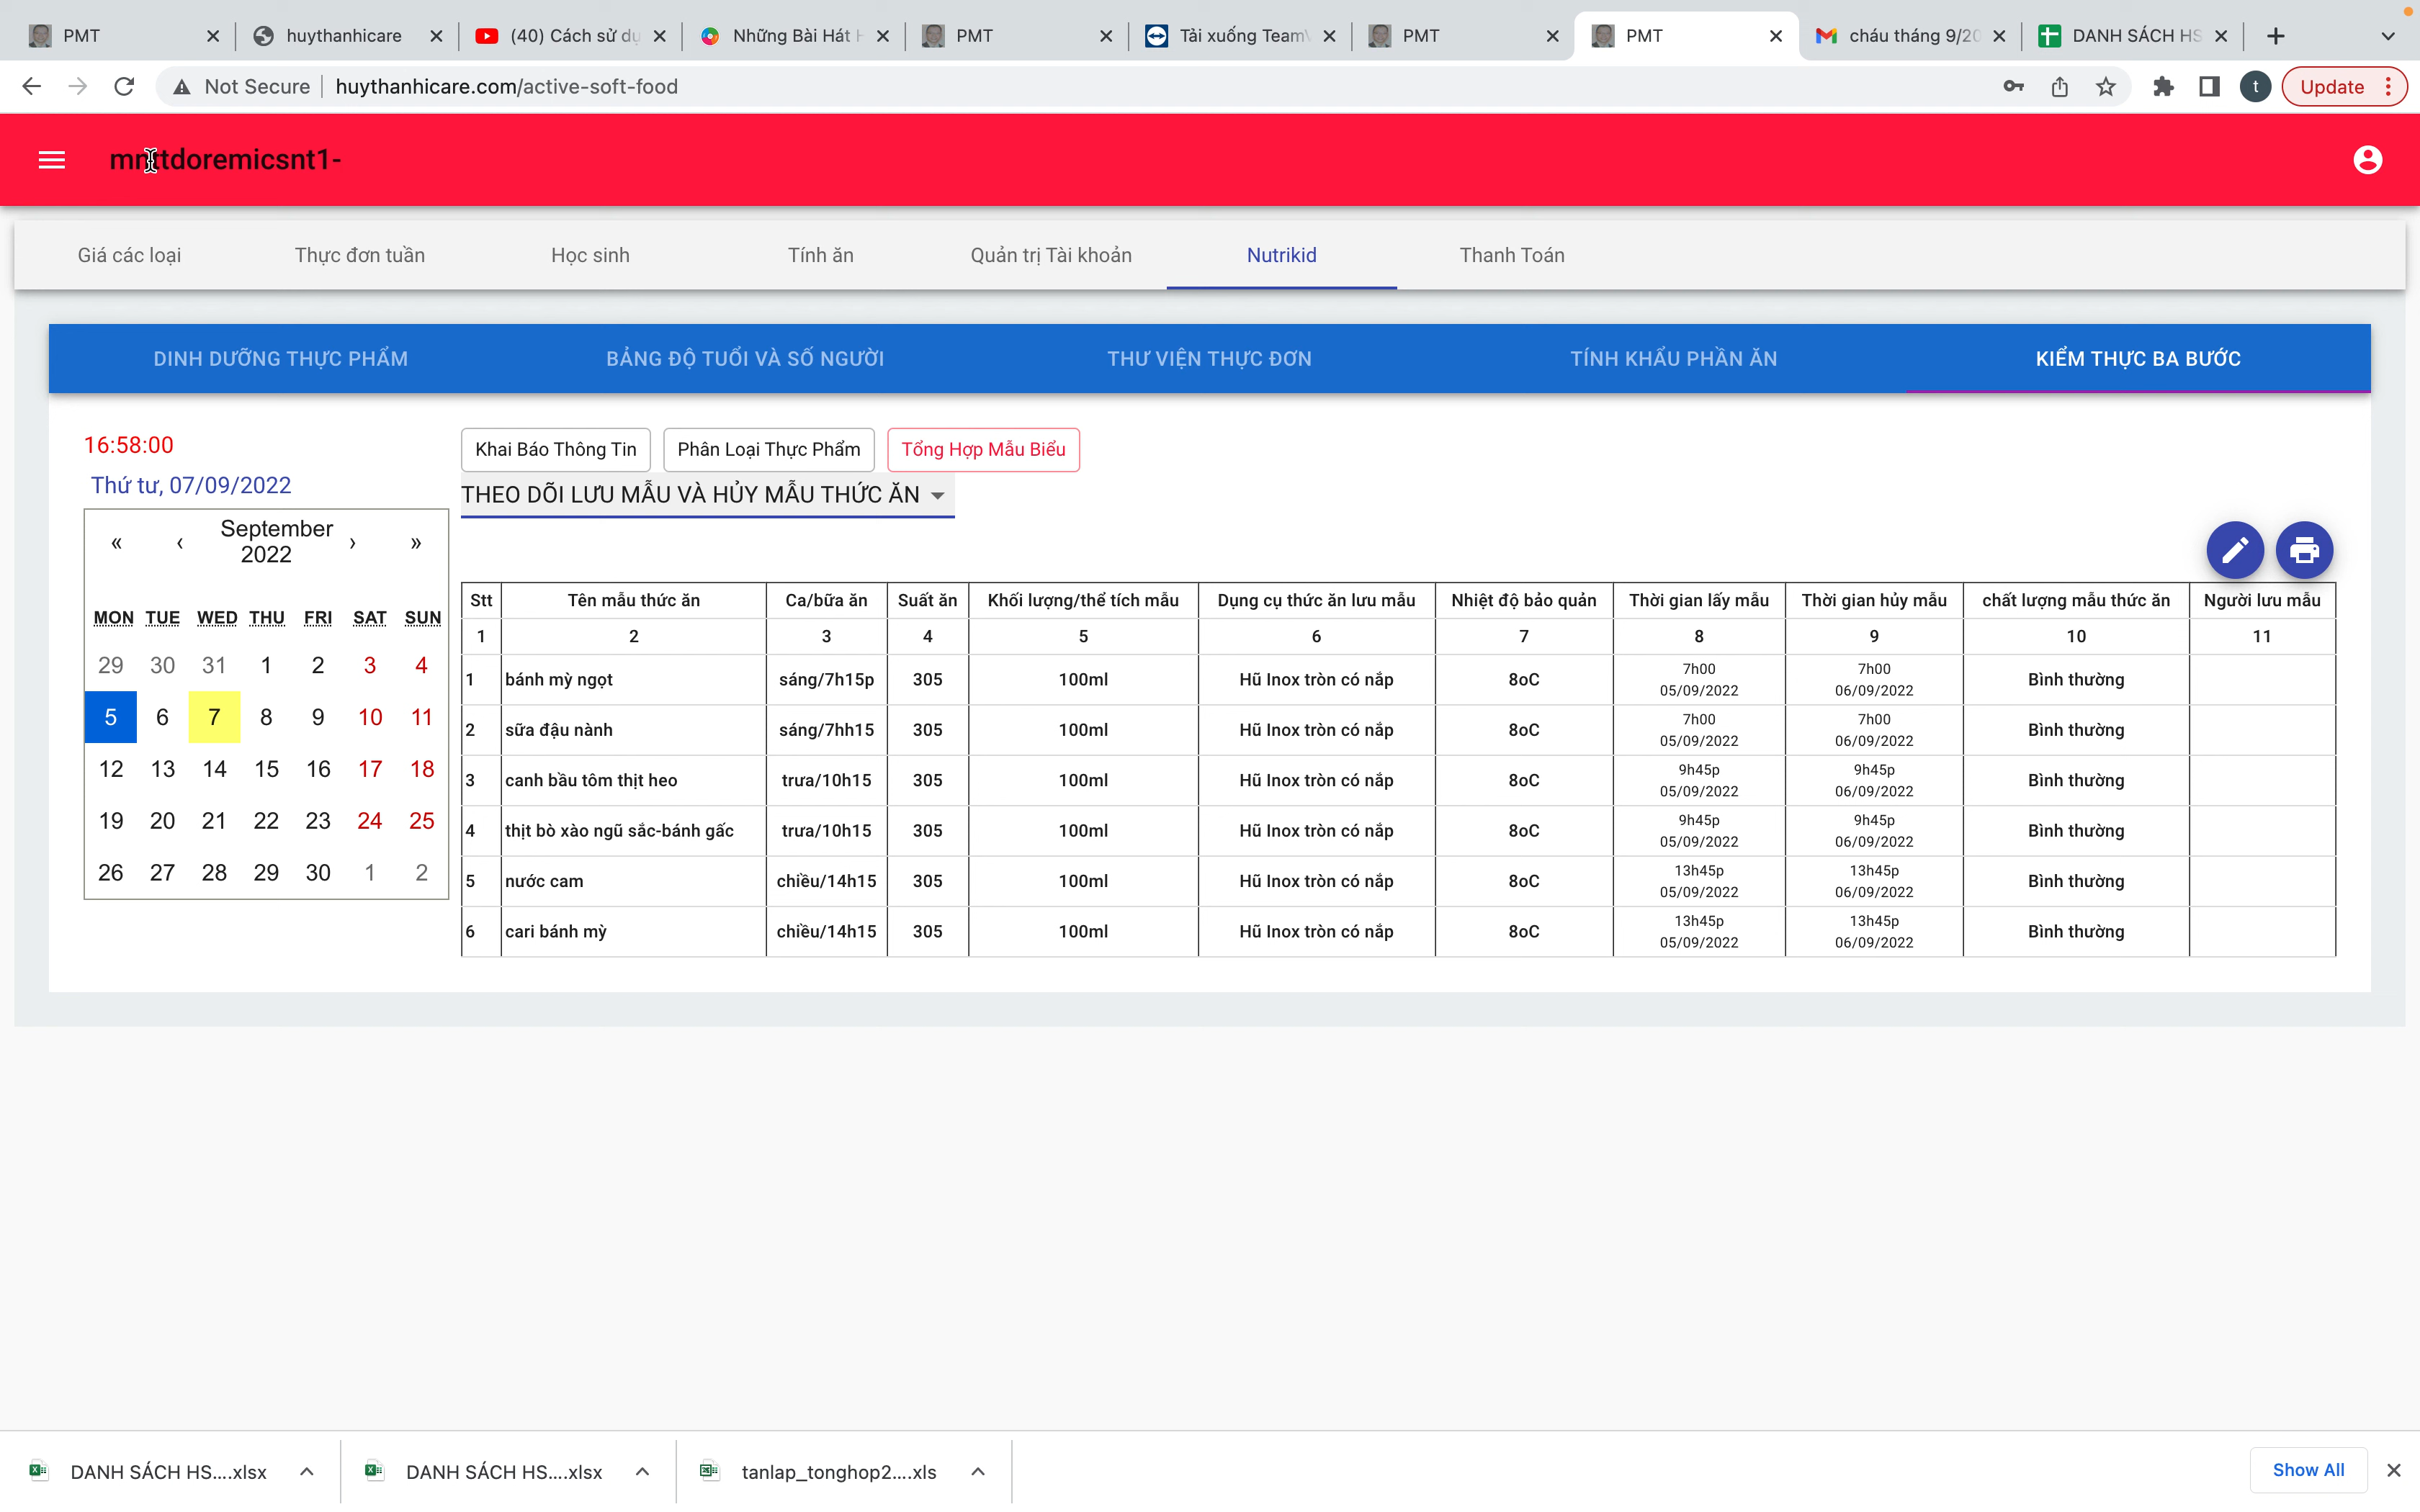 PMT
huythanhicare
(40) Cách sử dụ
Những Bài Hát H
PMT
Tải xuống TeamV
PMT
PMT
cháu tháng 9/20
DANH SÁCH HS
Not Secure huythanhicare.com/active-soft-food
t
Update
mnttdoremicsnt1-
Giá các loại Thực đơn tuần Học sinh Tính ăn Quản trị Tài khoản Nutrikid Thanh Toán
DINH DƯỠNG THỰC PHẨM BẢNG ĐỘ TUỔI VÀ SỐ NGƯỜI THƯ VIỆN THỰC ĐƠN TÍNH KHẨU PHẦN ĂN KIỂM THỰC BA BƯỚC
16:58:00
Thứ tư, 07/09/2022
« ‹ September 2022 › »
MON TUE WED THU FRI SAT SUN
29 30 31 1 2 3 4
5 6 7 8 9 10 11
12 13 14 15 16 17 18
19 20 21 22 23 24 25
26 27 28 29 30 1 2
Khai Báo Thông Tin Phân Loại Thực Phẩm Tổng Hợp Mẫu Biểu
THEO DÕI LƯU MẪU VÀ HỦY MẪU THỨC ĂN
Stt Tên mẫu thức ăn Ca/bữa ăn Suất ăn Khối lượng/thể tích mẫu Dụng cụ thức ăn lưu mẫu Nhiệt độ bảo quản Thời gian lấy mẫu Thời gian hủy mẫu chất lượng mẫu thức ăn Người lưu mẫu
1 2 3 4 5 6 7 8 9 10 11
1 bánh mỳ ngọt sáng/7h15p 305 100ml Hũ Inox tròn có nắp 8oC 7h00 05/09/2022 7h00 06/09/2022 Bình thường
2 sữa đậu nành sáng/7hh15 305 100ml Hũ Inox tròn có nắp 8oC 7h00 05/09/2022 7h00 06/09/2022 Bình thường
3 canh bầu tôm thịt heo trưa/10h15 305 100ml Hũ Inox tròn có nắp 8oC 9h45p 05/09/2022 9h45p 06/09/2022 Bình thường
4 thịt bò xào ngũ sắc-bánh gấc trưa/10h15 305 100ml Hũ Inox tròn có nắp 8oC 9h45p 05/09/2022 9h45p 06/09/2022 Bình thường
5 nước cam chiều/14h15 305 100ml Hũ Inox tròn có nắp 8oC 13h45p 05/09/2022 13h45p 06/09/2022 Bình thường
6 cari bánh mỳ chiều/14h15 305 100ml Hũ Inox tròn có nắp 8oC 13h45p 05/09/2022 13h45p 06/09/2022 Bình thường
DANH SÁCH HS....xlsx
DANH SÁCH HS....xlsx
tanlap_tonghop2....xls
Show All